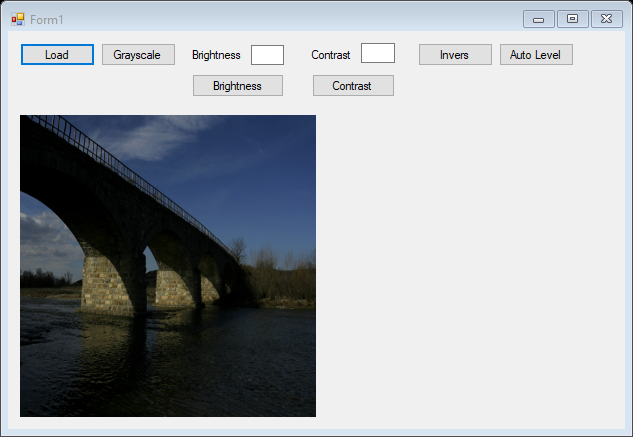 Form1
Load Grayscale Brightness Contrast Invers Auto Level
Brightness Contrast